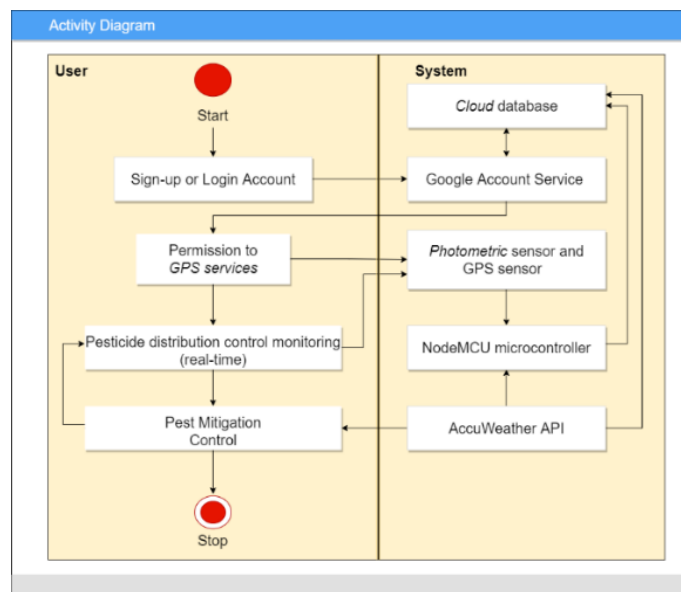 Activity Diagram
User
System
Start
Cloud database
Sign-up or Login Account
Google Account Service
Permission to
GPS services
Photometric sensor and
GPS sensor
Pesticide distribution control monitoring
(real-time)
NodeMCU microcontroller
Pest Mitigation
Control
AccuWeather API
Stop